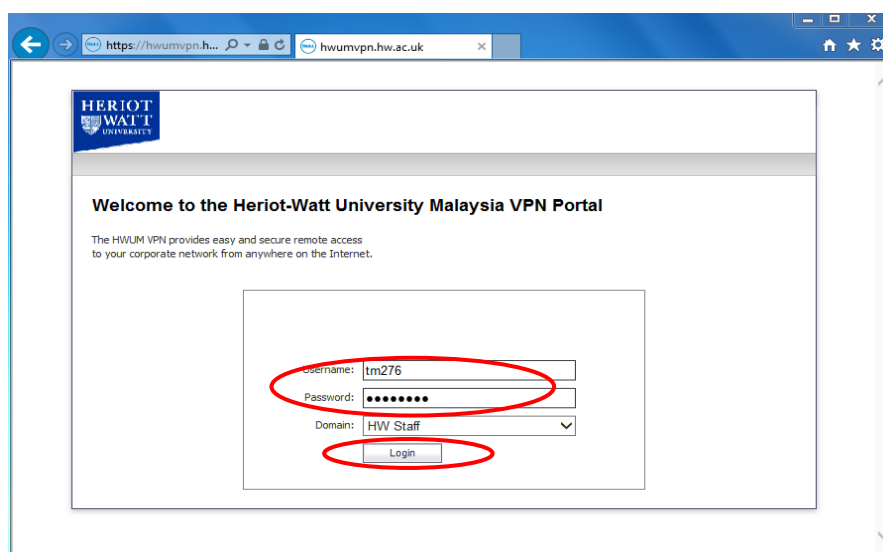 https://hwumvpn.h...
hwumvpn.hw.ac.uk
HERIOT
WATT
UNIVERSITY
Welcome to the Heriot-Watt University Malaysia VPN Portal
The HWUM VPN provides easy and secure remote access
to your corporate network from anywhere on the Internet.
Username: tm276
Password: ●●●●●●●●
Domain: HW Staff
Login